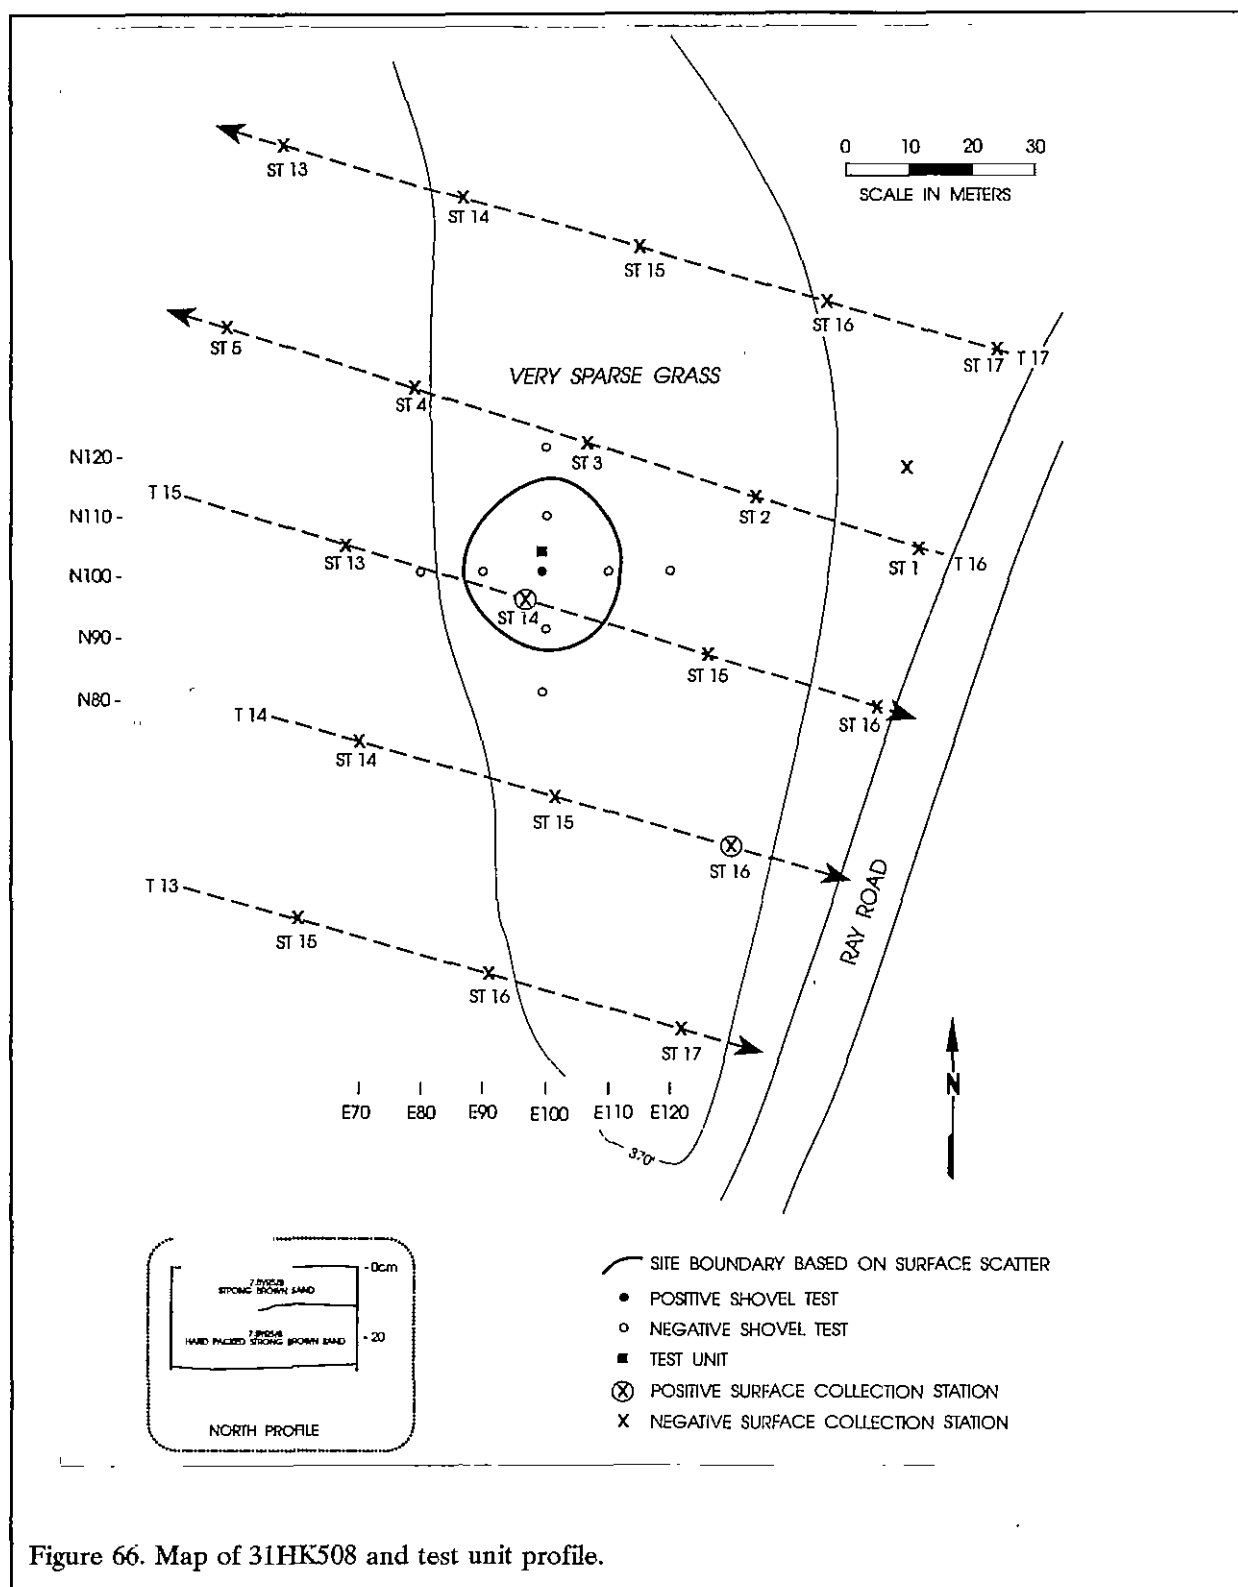 0 10 20 30
SCALE IN METERS
ST 13
ST 14
ST 15
ST 16
ST 17
T 17
ST 5
ST 4
VERY SPARSE GRASS
ST 3
ST 2
ST 1
T 16
N120 -
N110 -
N100 -
N90 -
N80 -
T 15
ST 13
ST 14
ST 15
ST 16
T 14
ST 14
ST 15
ST 16
T 13
ST 15
ST 16
ST 17
RAY ROAD
N
E70 E80 E90 E100 E110 E120
370'
-0cm
STRONG BROWN SAND
-20
HARD PACKED STRONG BROWN SAND
NORTH PROFILE
SITE BOUNDARY BASED ON SURFACE SCATTER
POSITIVE SHOVEL TEST
NEGATIVE SHOVEL TEST
TEST UNIT
POSITIVE SURFACE COLLECTION STATION
NEGATIVE SURFACE COLLECTION STATION
Figure 66. Map of 31HK508 and test unit profile.